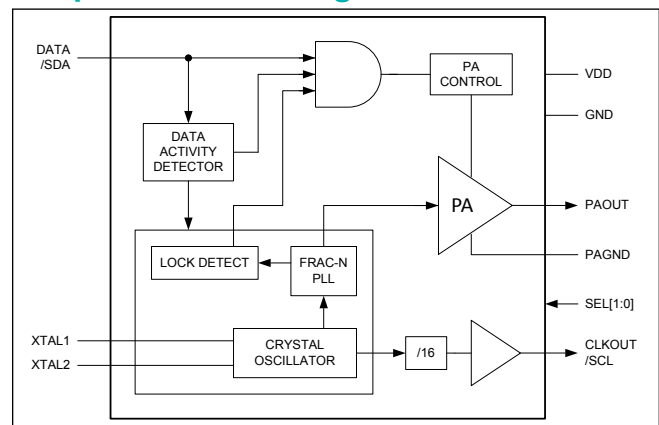 DATA
/SDA
PA
CONTROL
VDD
GND
DATA
ACTIVITY
DETECTOR
PA
PAOUT
LOCK DETECT
FRAC-N
PLL
PAGND
SEL[1:0]
XTAL1
XTAL2
CRYSTAL
OSCILLATOR
/16
CLKOUT
/SCL